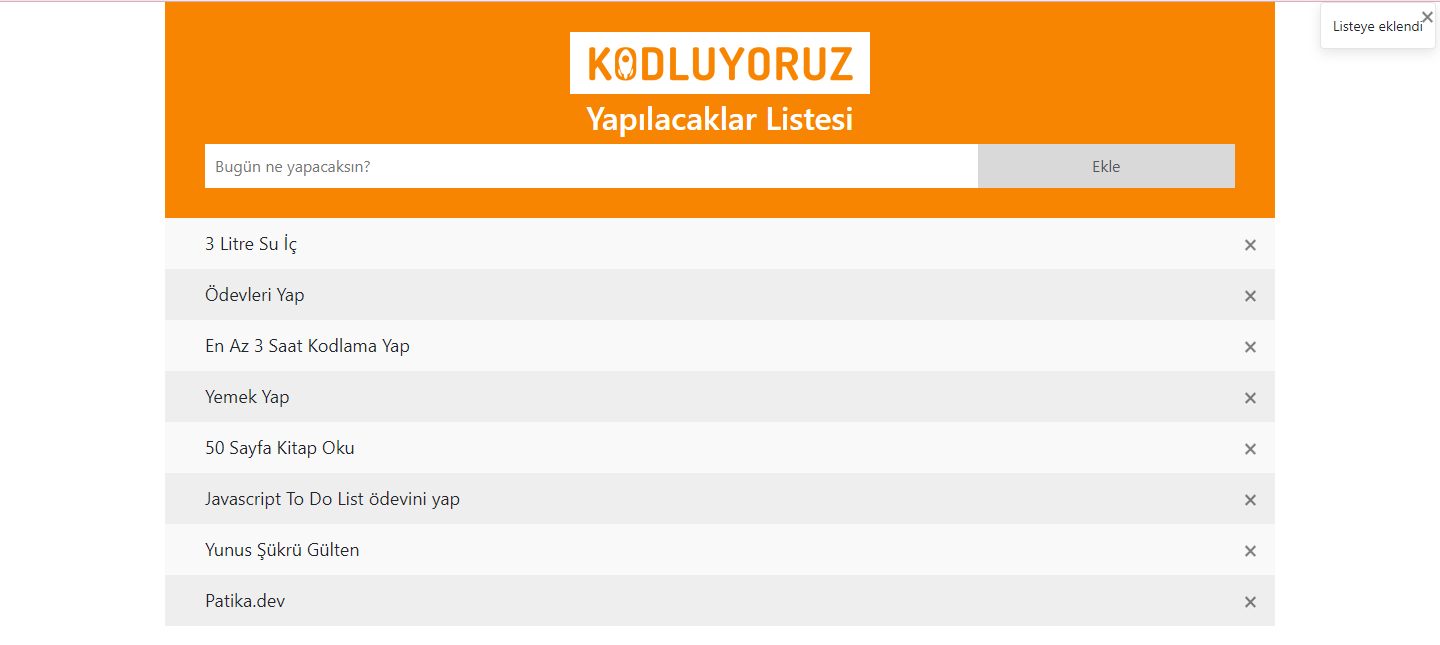 Listeye eklendi
KODLUYORUZ
Yapılacaklar Listesi
Bugün ne yapacaksın?
Ekle
3 Litre Su İç
Ödevleri Yap
En Az 3 Saat Kodlama Yap
Yemek Yap
50 Sayfa Kitap Oku
Javascript To Do List ödevini yap
Yunus Şükrü Gülten
Patika.dev